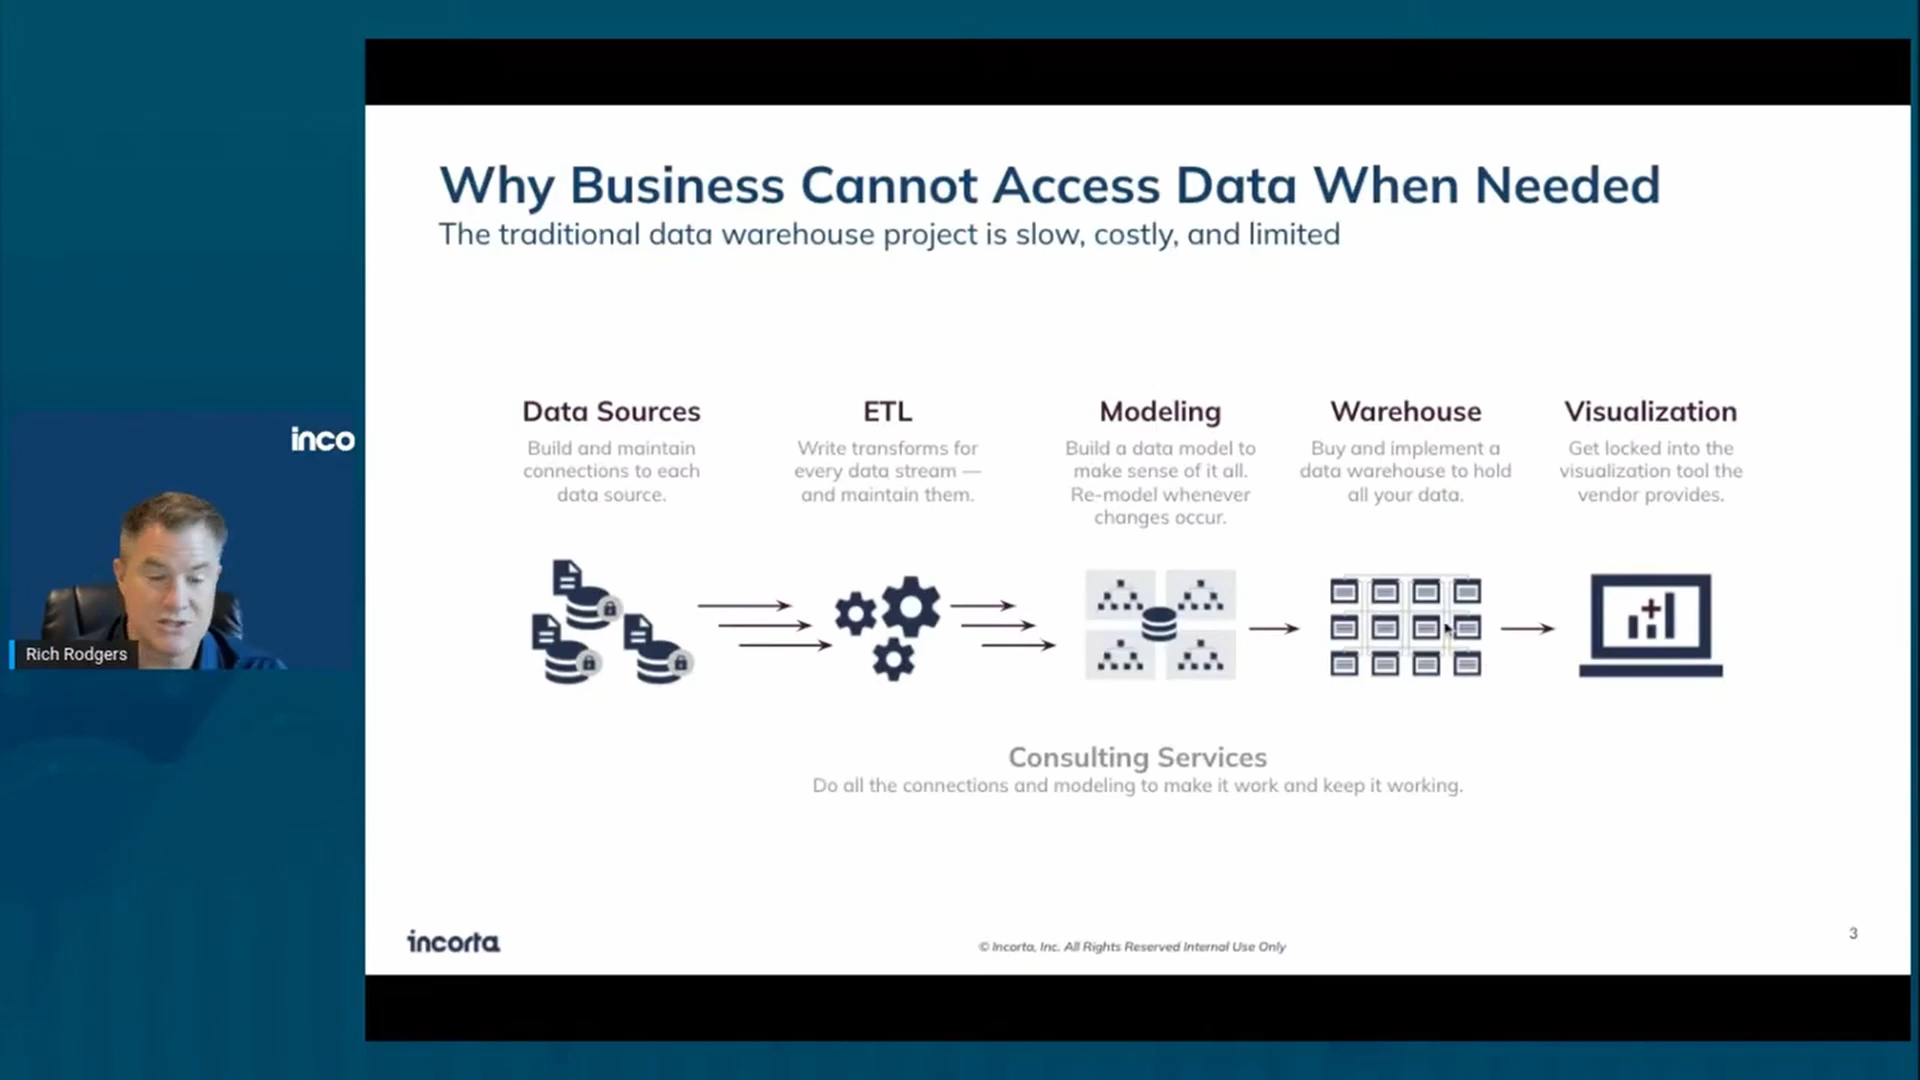 Why Business Cannot Access Data When Needed
The traditional data warehouse project is slow, costly, and limited
Data Sources
Build and maintain
connections to each
data source.
ETL
Write transforms for
every data stream —
and maintain them.
Modeling
Build a data model to
make sense of it all.
Re-model whenever
changes occur.
Warehouse
Buy and implement a
data warehouse to hold
all your data.
Visualization
Get locked into the
visualization tool the
vendor provides.
Consulting Services
Do all the connections and modeling to make it work and keep it working.
incorta
© Incorta, Inc. All Rights Reserved Internal Use Only
3
inco
Rich Rodgers